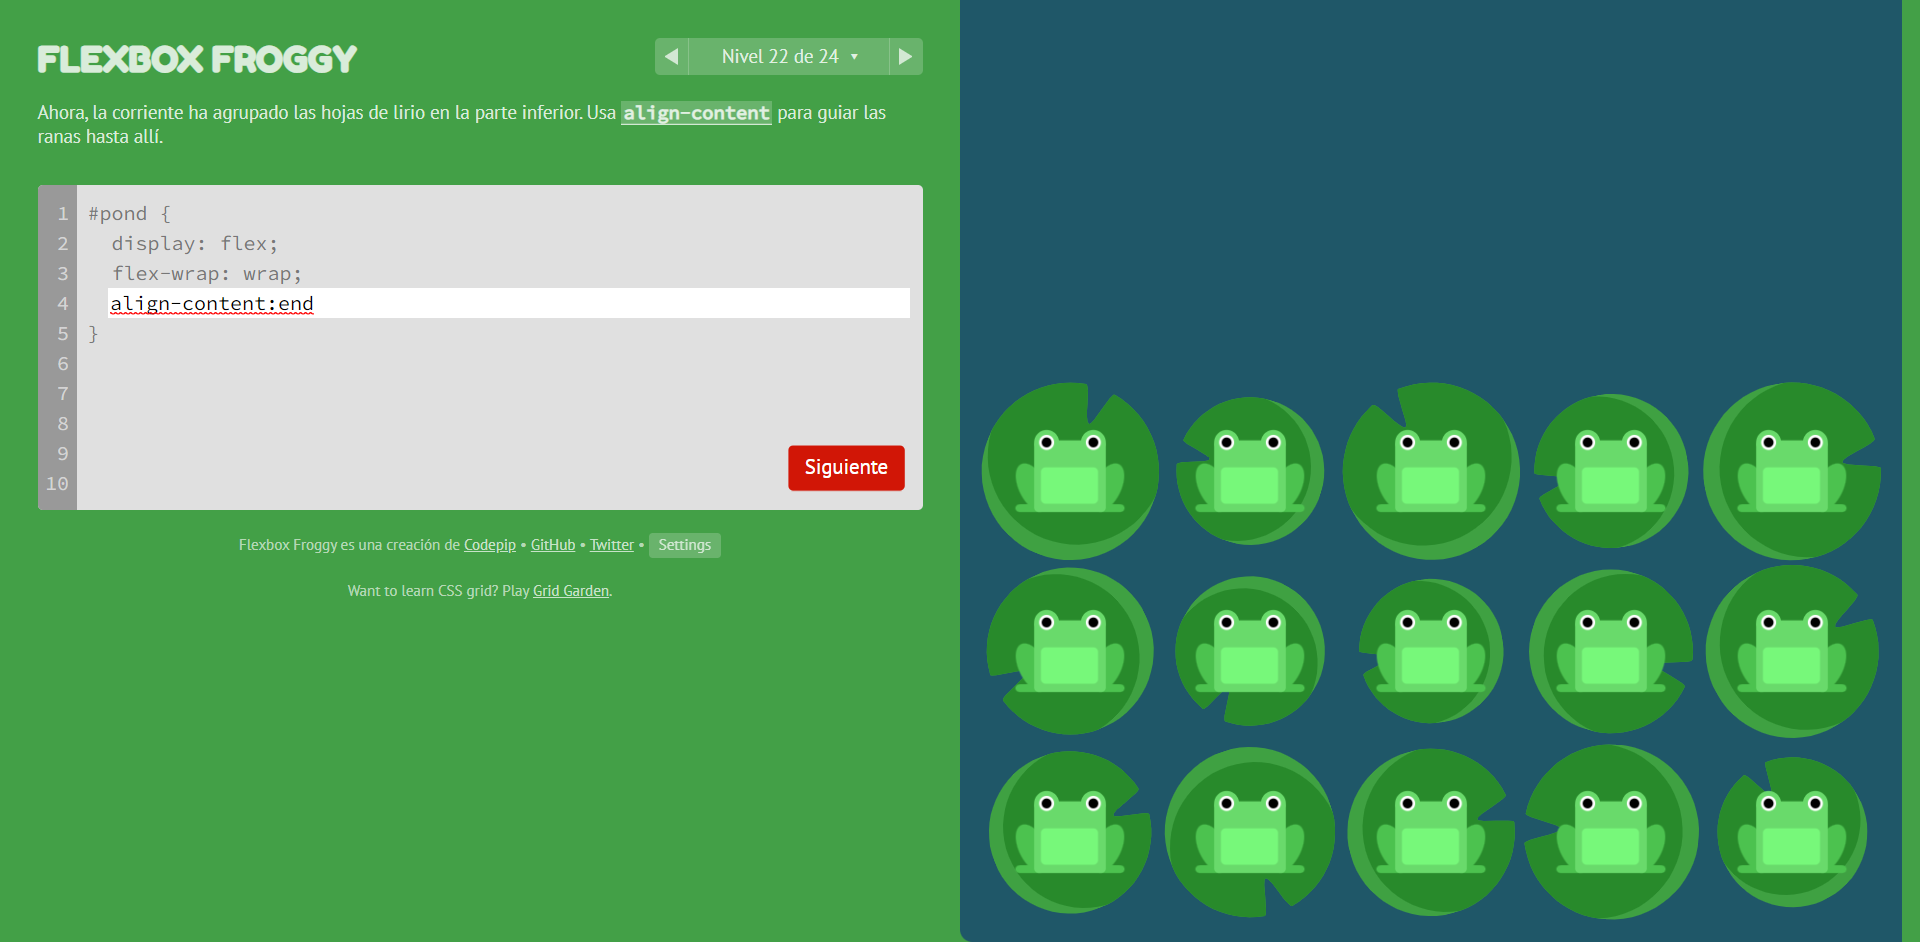 FLEXBOX FROGGY
Nivel 22 de 24
Ahora, la corriente ha agrupado las hojas de lirio en la parte inferior. Usa align-content para guiar las
ranas hasta allí.
1 #pond {
2 display: flex;
3 flex-wrap: wrap;
4 align-content:end
5 }
6
7
8
9
10
Siguiente
Flexbox Froggy es una creación de Codepip • GitHub • Twitter • Settings
Want to learn CSS grid? Play Grid Garden.